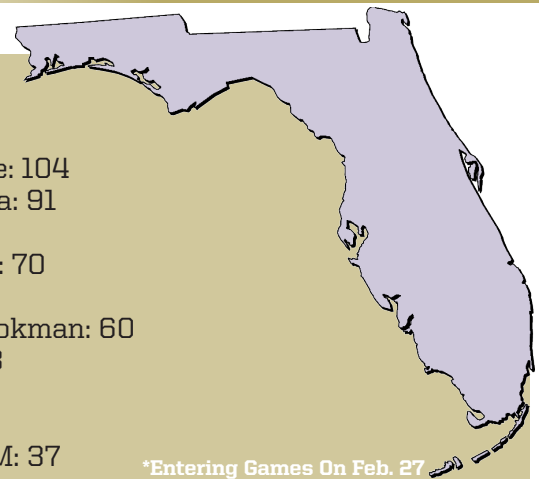 e: 104
a: 91
: 70
okman: 60
M: 37
*Entering Games On Feb. 27